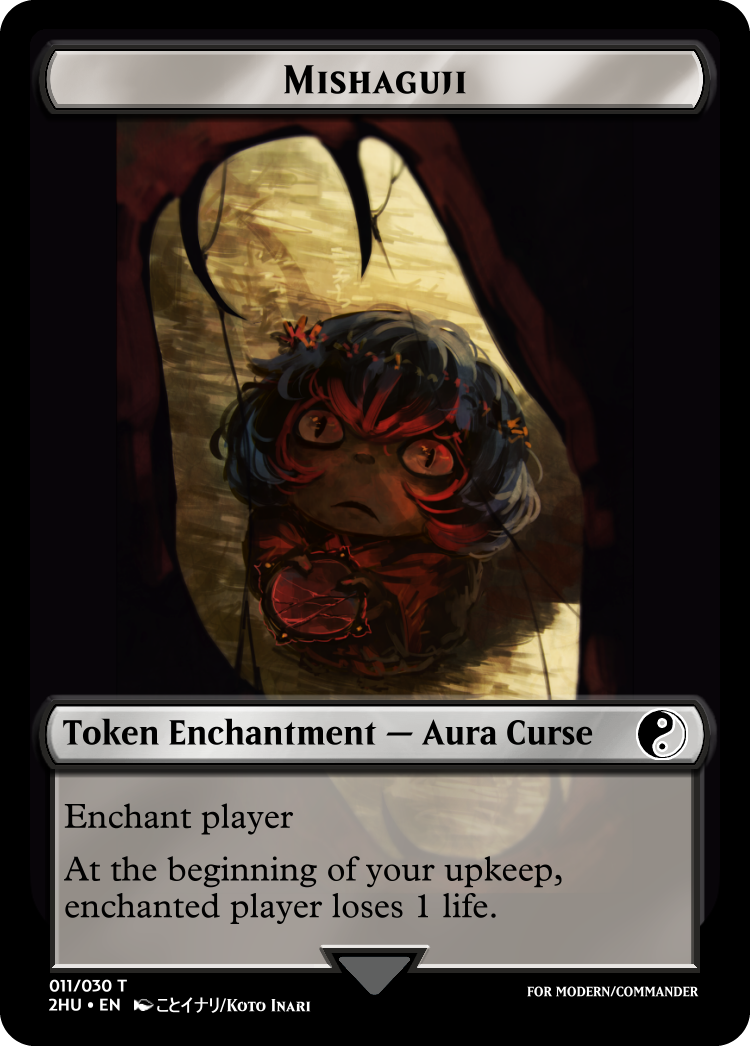 Mishaguji
Token Enchantment — Aura Curse
Enchant player
At the beginning of your upkeep,
enchanted player loses 1 life.
011/030 T
2HU • EN ことイナリ/Koto Inari
FOR MODERN/COMMANDER